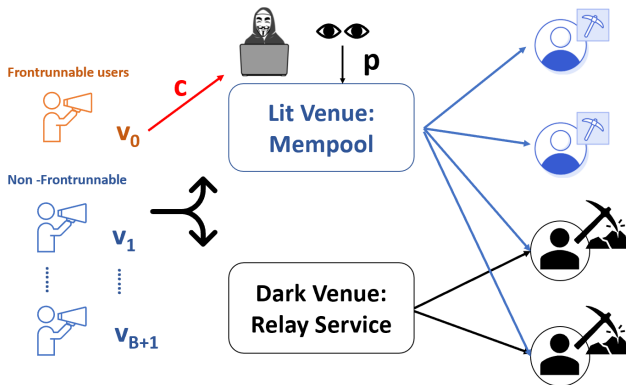 Frontrunnable users
c
p
v0
Lit Venue:
Mempool
Non -Frontrunnable
v1
vB+1
Dark Venue:
Relay Service